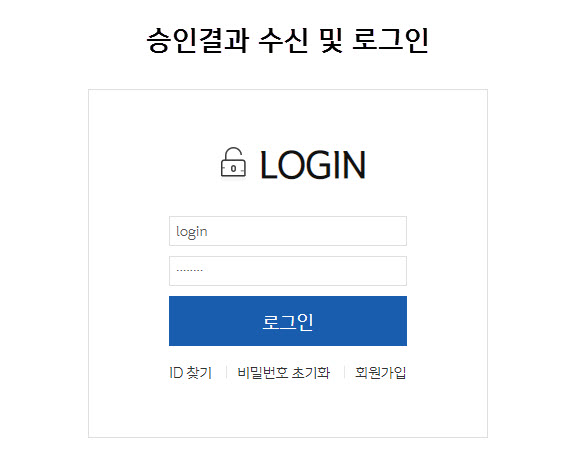 승인결과 수신 및 로그인
LOGIN
login
········
로그인
ID 찾기 | 비밀번호 초기화 | 회원가입